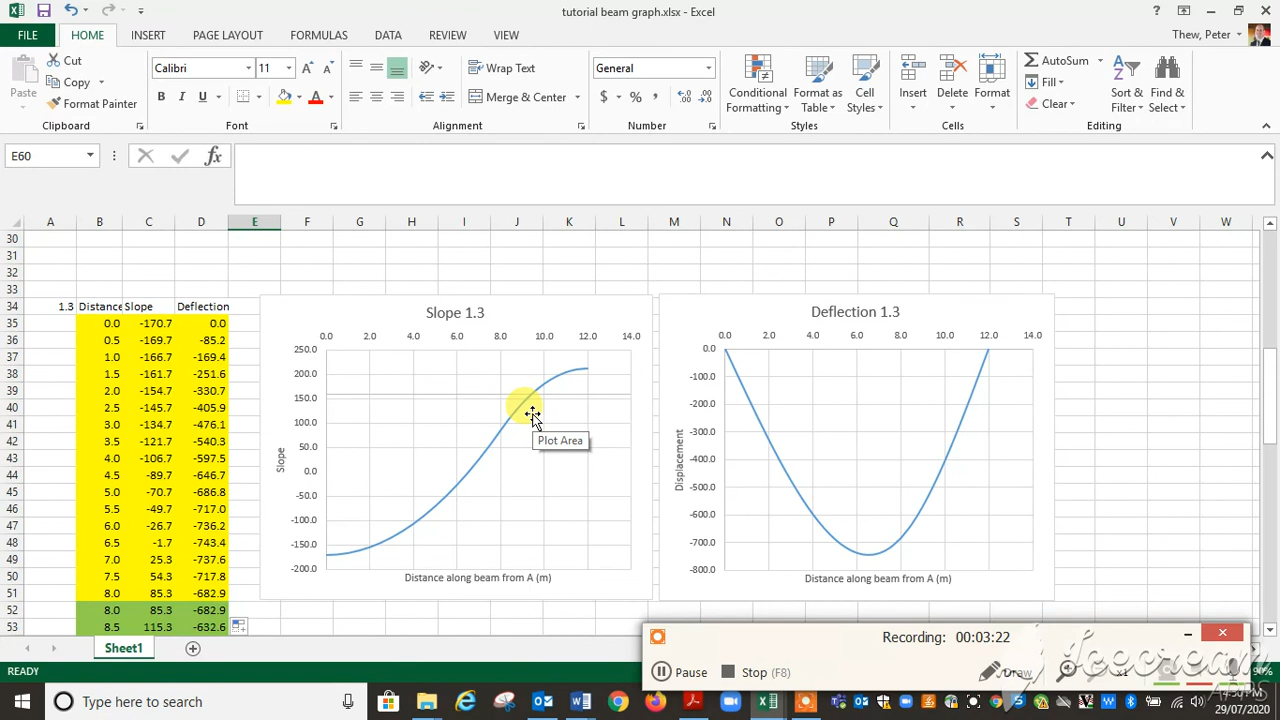 tutorial beam graph.xlsx - Excel
?
FILE HOME INSERT PAGE LAYOUT FORMULAS DATA REVIEW VIEW Thew, Peter
Paste Cut Copy Format Painter
Calibri 11
B I U A
Wrap Text
Merge & Center
General
$ % ,
Conditional Formatting
Format as Table
Cell Styles
Insert Delete Format
AutoSum
Fill
Clear
Sort & Filter
Find & Select
Clipboard Font Alignment Number Styles Cells Editing
E60 fx
A B C D E F G H I J K L M N O P Q R S T U V W
30
31
32
33
34 1.3 Distance Slope Deflection
35 0.0 -170.7 0.0
36 0.5 -169.7 -85.2
37 1.0 -166.7 -169.4
38 1.5 -161.7 -251.6
39 2.0 -154.7 -330.7
40 2.5 -145.7 -405.9
41 3.0 -134.7 -476.1
42 3.5 -121.7 -540.3
43 4.0 -106.7 -597.5
44 4.5 -89.7 -646.7
45 5.0 -70.7 -686.8
46 5.5 -49.7 -717.0
47 6.0 -26.7 -736.2
48 6.5 -1.7 -743.4
49 7.0 25.3 -737.6
50 7.5 54.3 -717.8
51 8.0 85.3 -682.9
52 8.0 85.3 -682.9
53 8.5 115.3 -632.6
Slope 1.3
0.0 2.0 4.0 6.0 8.0 10.0 12.0 14.0
250.0
200.0
150.0
100.0
50.0
0.0
-50.0
-100.0
-150.0
-200.0
Slope
Distance along beam from A (m)
Plot Area
Deflection 1.3
0.0 2.0 4.0 6.0 8.0 10.0 12.0 14.0
0.0
-100.0
-200.0
-300.0
-400.0
-500.0
-600.0
-700.0
-800.0
Displacement
Distance along beam from A (m)
Sheet1
READY
Recording: 00:03:22
Pause Stop (F8) Draw
Icecream
APPS
90%
Type here to search
29/07/2020